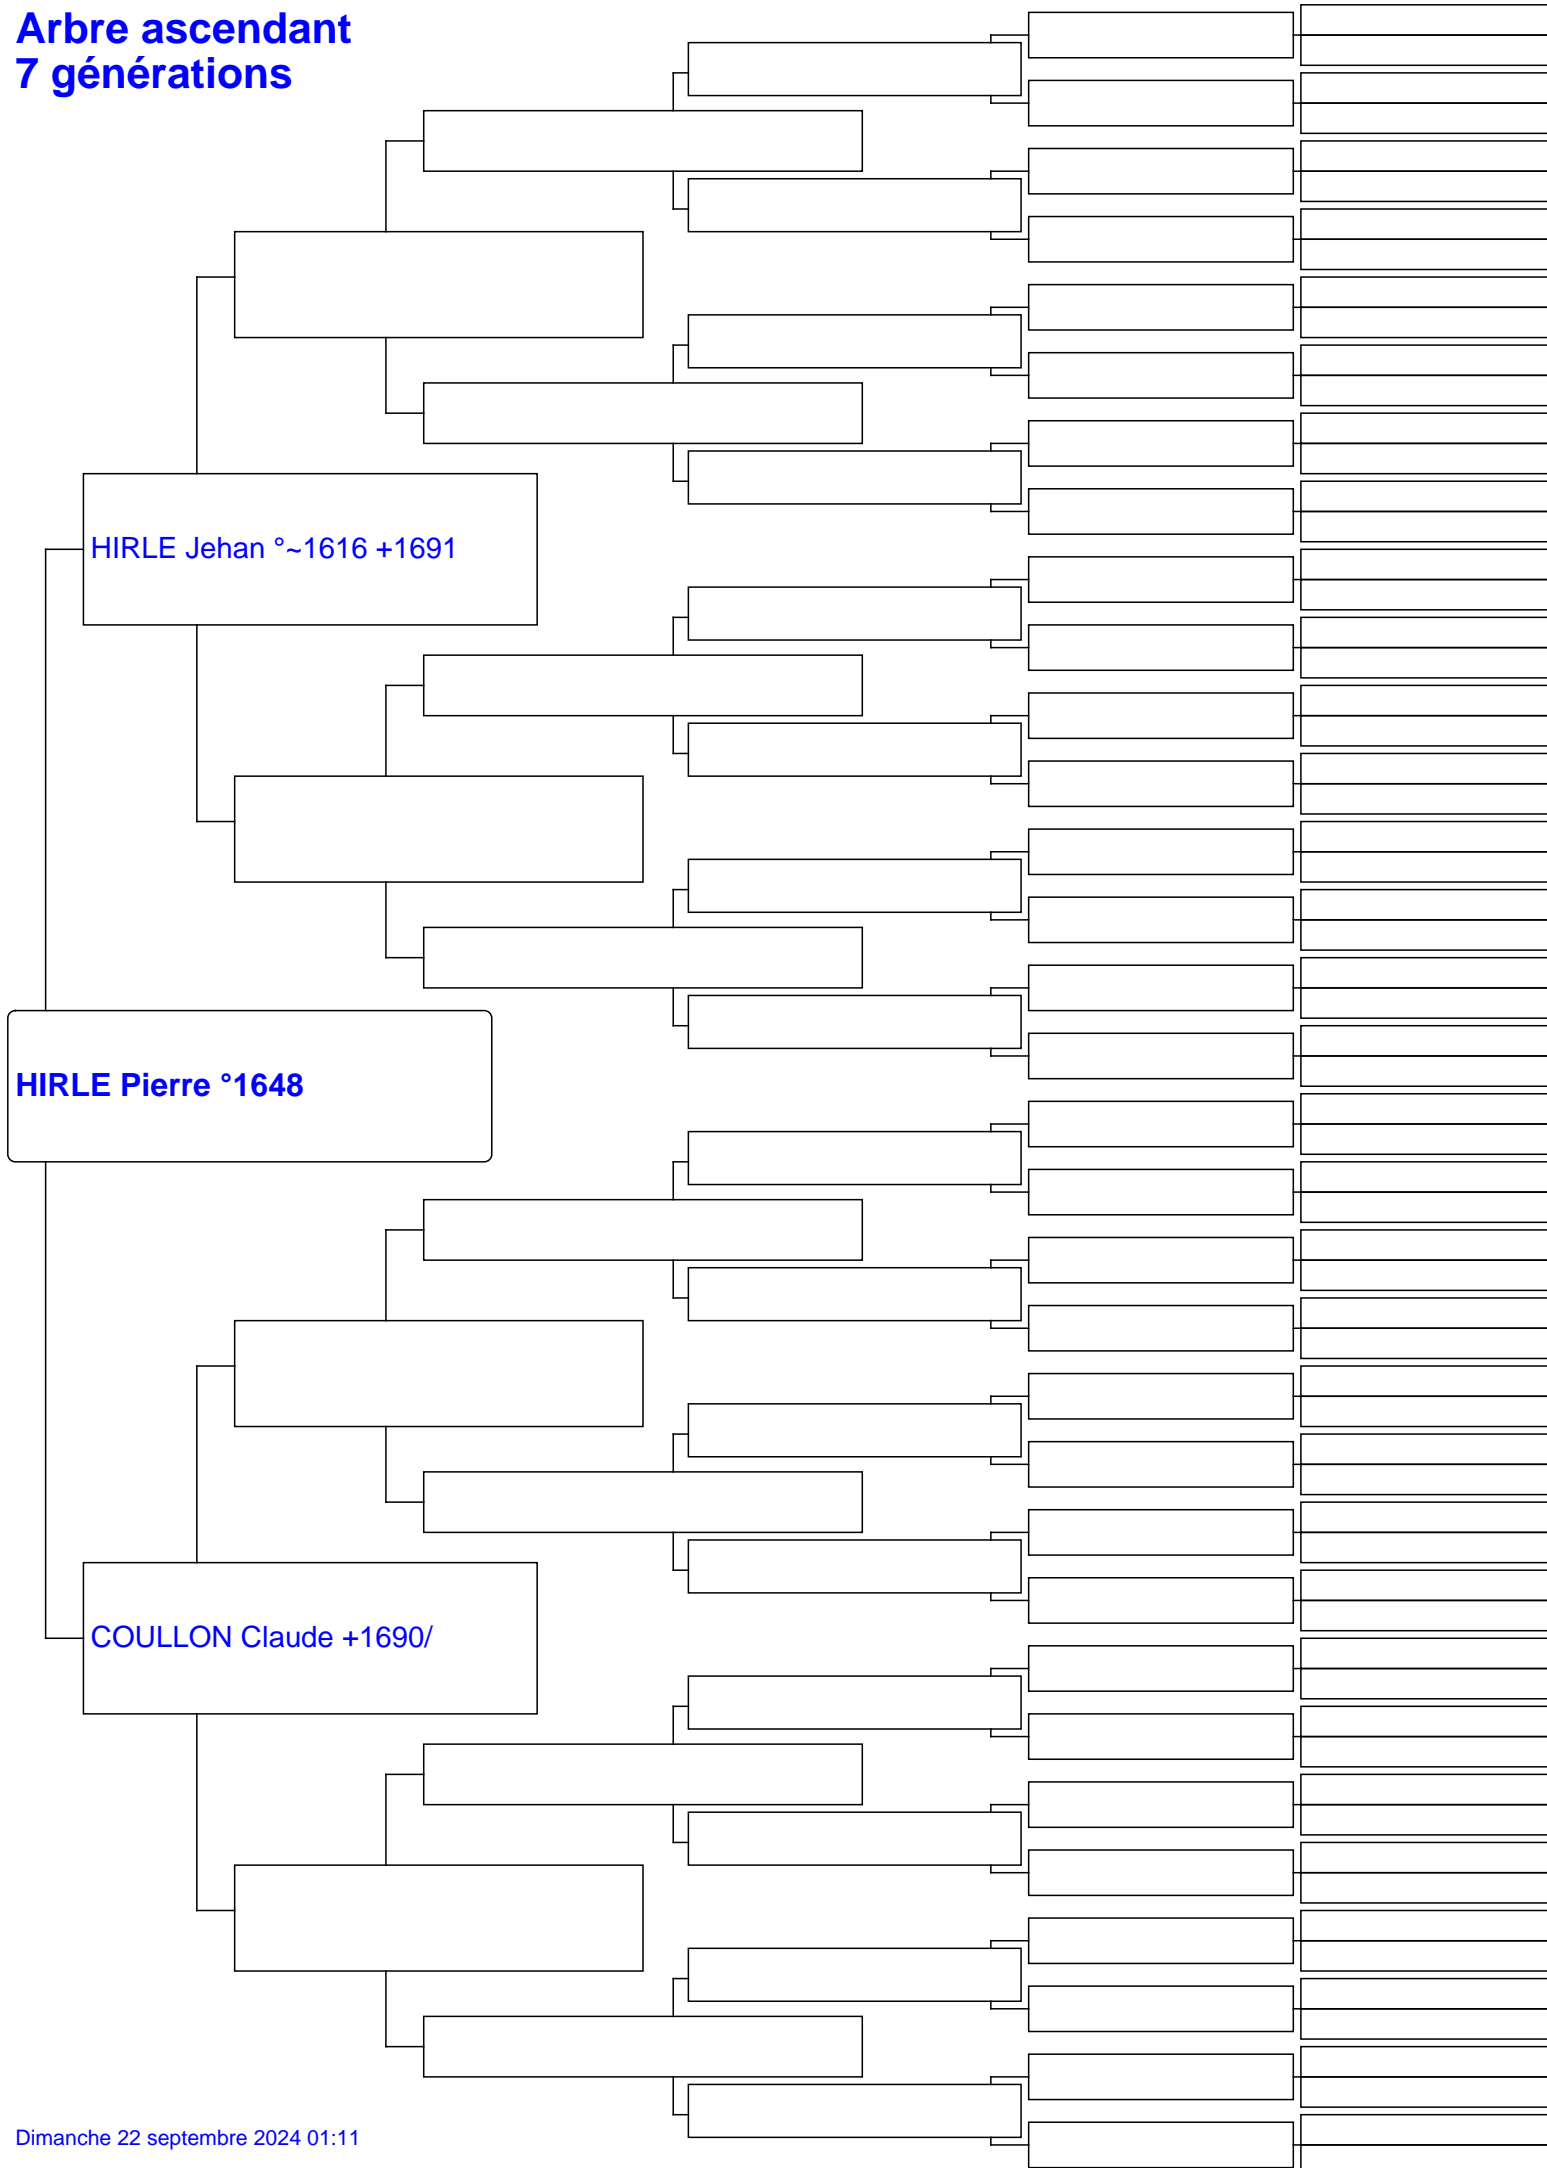 Arbre ascendant
7 générations
HIRLE Jehan °~1616 +1691
HIRLE Pierre °1648
COULLON Claude +1690/
Dimanche 22 septembre 2024 01:11